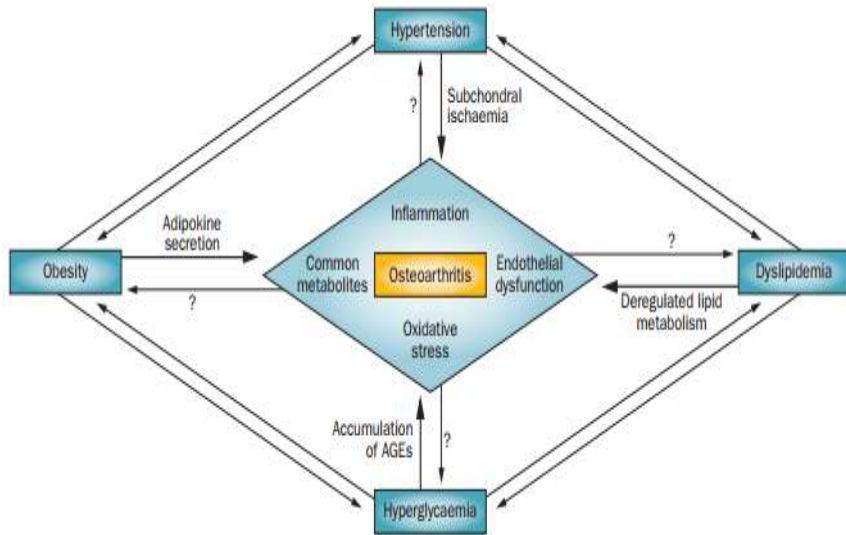 Hypertension
?
Subchondral
ischaemia
Inflammation
Adipokine
secretion
?
Obesity
Common
metabolites
Osteoarthritis
Endothelial
dysfunction
Dyslipidemia
?
Deregulated lipid
metabolism
Oxidative
stress
Accumulation
of AGEs
?
Hyperglycaemia